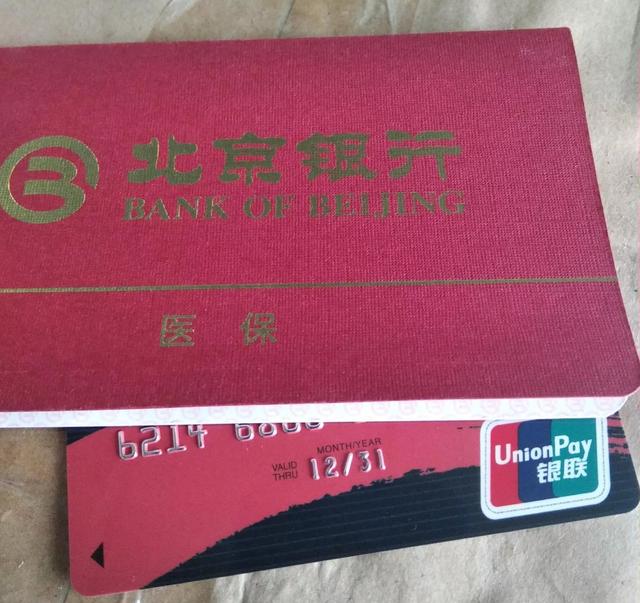 北京银行
BANK OF BEIJING
医保
6214 6800
MONTH/YEAR
VALID THRU 12/31
UnionPay
银联